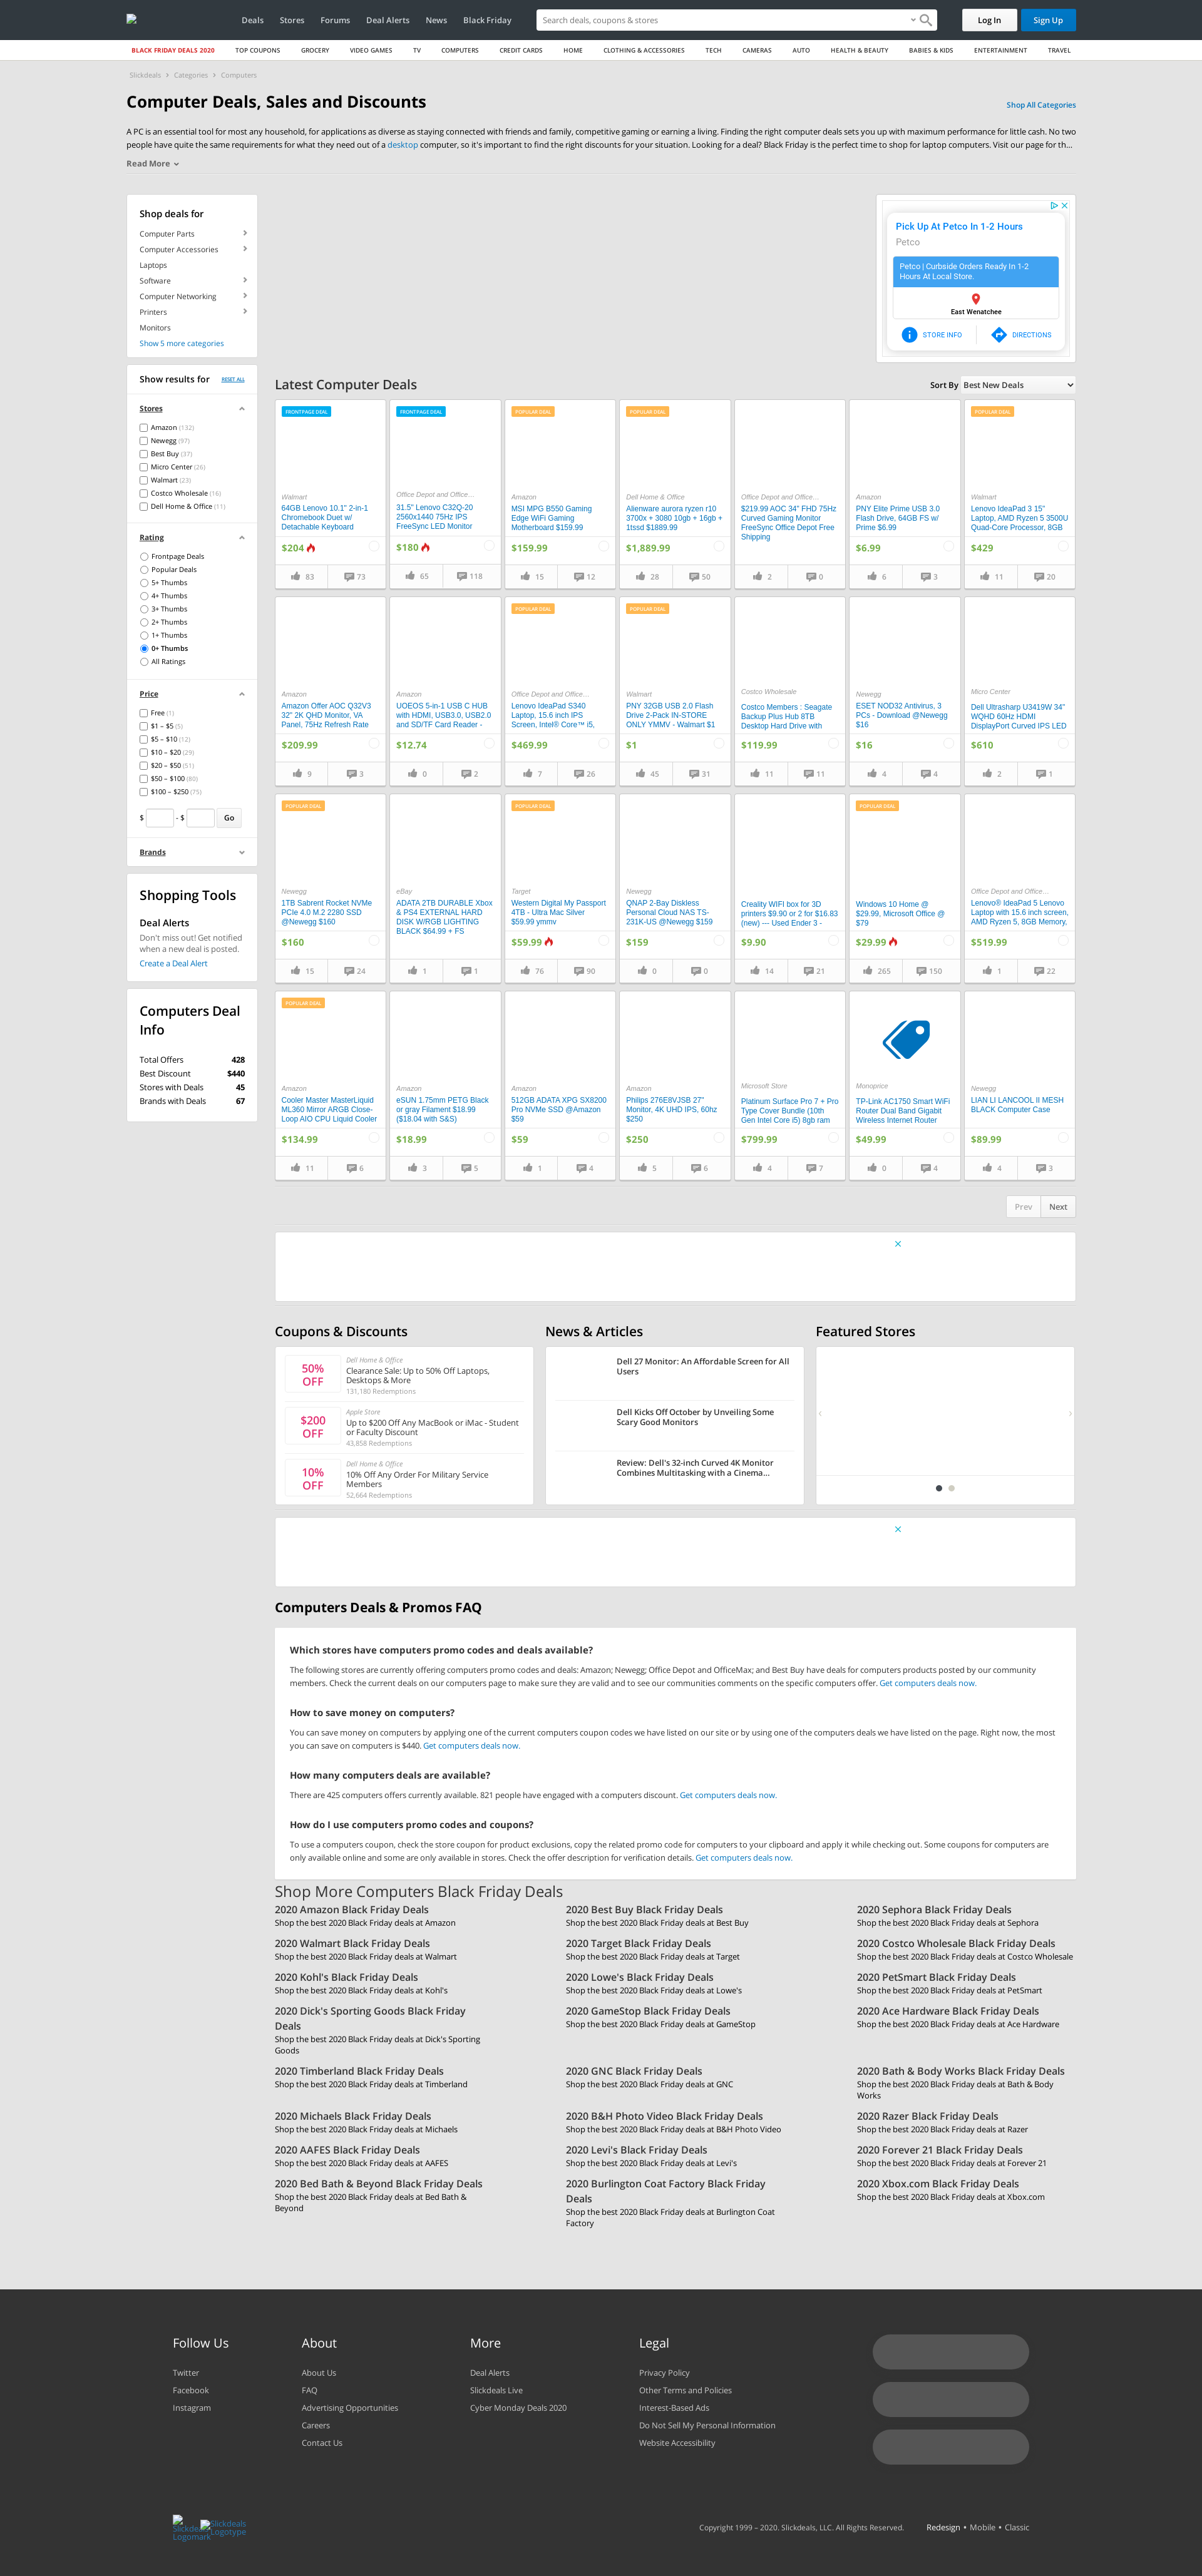 Deals Stores Forums Deal Alerts News Black Friday Search deals, coupons & stores Log In Sign Up
BLACK FRIDAY DEALS 2020 TOP COUPONS GROCERY VIDEO GAMES TV COMPUTERS CREDIT CARDS HOME CLOTHING & ACCESSORIES TECH CAMERAS AUTO HEALTH & BEAUTY BABIES & KIDS ENTERTAINMENT TRAVEL
Slickdeals › Categories › Computers
Computer Deals, Sales and Discounts
Shop All Categories
A PC is an essential tool for most any household, for applications as diverse as staying connected with friends and family, competitive gaming or earning a living. Finding the right computer deals sets you up with maximum performance for little cash. No two
people have quite the same requirements for what they need out of a desktop computer, so it's important to find the right discounts for your situation. Looking for a deal? Black Friday is the perfect time to shop for laptop computers. Visit our page for th...
Read More
Shop deals for
Computer Parts
Computer Accessories
Laptops
Software
Computer Networking
Printers
Monitors
Show 5 more categories
Show results for RESET ALL
Stores
Amazon (132)
Newegg (97)
Best Buy (37)
Micro Center (26)
Walmart (23)
Costco Wholesale (16)
Dell Home & Office (11)
Rating
Frontpage Deals
Popular Deals
5+ Thumbs
4+ Thumbs
3+ Thumbs
2+ Thumbs
1+ Thumbs
0+ Thumbs
All Ratings
Price
Free (1)
$1 – $5 (5)
$5 – $10 (12)
$10 – $20 (29)
$20 – $50 (51)
$50 – $100 (80)
$100 – $250 (75)
$ - $ Go
Brands
Shopping Tools
Deal Alerts
Don't miss out! Get notified
when a new deal is posted.
Create a Deal Alert
Computers Deal
Info
Total Offers 428
Best Discount $440
Stores with Deals 45
Brands with Deals 67
Pick Up At Petco In 1-2 Hours
Petco
Petco | Curbside Orders Ready In 1-2
Hours At Local Store.
East Wenatchee
STORE INFO DIRECTIONS
Latest Computer Deals
Sort By Best New Deals
FRONTPAGE DEAL
Walmart
64GB Lenovo 10.1" 2-in-1
Chromebook Duet w/
Detachable Keyboard
$204
83 73
FRONTPAGE DEAL
Office Depot and Office...
31.5" Lenovo C32Q-20
2560x1440 75Hz IPS
FreeSync LED Monitor
$180
65 118
POPULAR DEAL
Amazon
MSI MPG B550 Gaming
Edge WiFi Gaming
Motherboard $159.99
$159.99
15 12
POPULAR DEAL
Dell Home & Office
Alienware aurora ryzen r10
3700x + 3080 10gb + 16gb +
1tssd $1889.99
$1,889.99
28 50
Office Depot and Office...
$219.99 AOC 34" FHD 75Hz
Curved Gaming Monitor
FreeSync Office Depot Free
Shipping
2 0
Amazon
PNY Elite Prime USB 3.0
Flash Drive, 64GB FS w/
Prime $6.99
$6.99
6 3
POPULAR DEAL
Walmart
Lenovo IdeaPad 3 15"
Laptop, AMD Ryzen 5 3500U
Quad-Core Processor, 8GB
$429
11 20
Amazon
Amazon Offer AOC Q32V3
32" 2K QHD Monitor, VA
Panel, 75Hz Refresh Rate
$209.99
9 3
Amazon
UOEOS 5-in-1 USB C HUB
with HDMI, USB3.0, USB2.0
and SD/TF Card Reader -
$12.74
0 2
POPULAR DEAL
Office Depot and Office...
Lenovo IdeaPad S340
Laptop, 15.6 inch IPS
Screen, Intel® Core™ i5,
$469.99
7 26
POPULAR DEAL
Walmart
PNY 32GB USB 2.0 Flash
Drive 2-Pack IN-STORE
ONLY YMMV - Walmart $1
$1
45 31
Costco Wholesale
Costco Members : Seagate
Backup Plus Hub 8TB
Desktop Hard Drive with
$119.99
11 11
Newegg
ESET NOD32 Antivirus, 3
PCs - Download @Newegg
$16
$16
4 4
Micro Center
Dell Ultrasharp U3419W 34"
WQHD 60Hz HDMI
DisplayPort Curved IPS LED
$610
2 1
POPULAR DEAL
Newegg
1TB Sabrent Rocket NVMe
PCIe 4.0 M.2 2280 SSD
@Newegg $160
$160
15 24
eBay
ADATA 2TB DURABLE Xbox
& PS4 EXTERNAL HARD
DISK W/RGB LIGHTING
BLACK $64.99 + FS
1 1
POPULAR DEAL
Target
Western Digital My Passport
4TB - Ultra Mac Silver
$59.99 ymmv
$59.99
76 90
Newegg
QNAP 2-Bay Diskless
Personal Cloud NAS TS-
231K-US @Newegg $159
$159
0 0
Creality WIFI box for 3D
printers $9.90 or 2 for $16.83
(new) --- Used Ender 3 -
$9.90
14 21
POPULAR DEAL
Windows 10 Home @
$29.99, Microsoft Office @
$79
$29.99
265 150
Office Depot and Office...
Lenovo® IdeaPad 5 Lenovo
Laptop with 15.6 inch screen,
AMD Ryzen 5, 8GB Memory,
$519.99
1 22
POPULAR DEAL
Amazon
Cooler Master MasterLiquid
ML360 Mirror ARGB Close-
Loop AIO CPU Liquid Cooler
$134.99
11 6
Amazon
eSUN 1.75mm PETG Black
or gray Filament $18.99
($18.04 with S&S)
$18.99
3 5
Amazon
512GB ADATA XPG SX8200
Pro NVMe SSD @Amazon
$59
$59
1 4
Amazon
Philips 276E8VJSB 27"
Monitor, 4K UHD IPS, 60hz
$250
$250
5 6
Microsoft Store
Platinum Surface Pro 7 + Pro
Type Cover Bundle (10th
Gen Intel Core i5) 8gb ram
$799.99
4 7
Monoprice
TP-Link AC1750 Smart WiFi
Router Dual Band Gigabit
Wireless Internet Router
$49.99
0 4
Newegg
LIAN LI LANCOOL II MESH
BLACK Computer Case
$89.99
4 3
Prev Next
Coupons & Discounts
50%
OFF
Dell Home & Office
Clearance Sale: Up to 50% Off Laptops,
Desktops & More
131,180 Redemptions
$200
OFF
Apple Store
Up to $200 Off Any MacBook or iMac - Student
or Faculty Discount
43,858 Redemptions
10%
OFF
Dell Home & Office
10% Off Any Order For Military Service
Members
52,664 Redemptions
News & Articles
Dell 27 Monitor: An Affordable Screen for All
Users
Dell Kicks Off October by Unveiling Some
Scary Good Monitors
Review: Dell's 32-inch Curved 4K Monitor
Combines Multitasking with a Cinema...
Featured Stores
Computers Deals & Promos FAQ
Which stores have computers promo codes and deals available?
The following stores are currently offering computers promo codes and deals: Amazon; Newegg; Office Depot and OfficeMax; and Best Buy have deals for computers products posted by our community
members. Check the current deals on our computers page to make sure they are valid and to see our communities comments on the specific computers offer. Get computers deals now.
How to save money on computers?
You can save money on computers by applying one of the current computers coupon codes we have listed on our site or by using one of the computers deals we have listed on the page. Right now, the most
you can save on computers is $440. Get computers deals now.
How many computers deals are available?
There are 425 computers offers currently available. 821 people have engaged with a computers discount. Get computers deals now.
How do I use computers promo codes and coupons?
To use a computers coupon, check the store coupon for product exclusions, copy the related promo code for computers to your clipboard and apply it while checking out. Some coupons for computers are
only available online and some are only available in stores. Check the offer description for verification details. Get computers deals now.
Shop More Computers Black Friday Deals
2020 Amazon Black Friday Deals
Shop the best 2020 Black Friday deals at Amazon
2020 Best Buy Black Friday Deals
Shop the best 2020 Black Friday deals at Best Buy
2020 Sephora Black Friday Deals
Shop the best 2020 Black Friday deals at Sephora
2020 Walmart Black Friday Deals
Shop the best 2020 Black Friday deals at Walmart
2020 Target Black Friday Deals
Shop the best 2020 Black Friday deals at Target
2020 Costco Wholesale Black Friday Deals
Shop the best 2020 Black Friday deals at Costco Wholesale
2020 Kohl's Black Friday Deals
Shop the best 2020 Black Friday deals at Kohl's
2020 Lowe's Black Friday Deals
Shop the best 2020 Black Friday deals at Lowe's
2020 PetSmart Black Friday Deals
Shop the best 2020 Black Friday deals at PetSmart
2020 Dick's Sporting Goods Black Friday
Deals
Shop the best 2020 Black Friday deals at Dick's Sporting
Goods
2020 GameStop Black Friday Deals
Shop the best 2020 Black Friday deals at GameStop
2020 Ace Hardware Black Friday Deals
Shop the best 2020 Black Friday deals at Ace Hardware
2020 Timberland Black Friday Deals
Shop the best 2020 Black Friday deals at Timberland
2020 GNC Black Friday Deals
Shop the best 2020 Black Friday deals at GNC
2020 Bath & Body Works Black Friday Deals
Shop the best 2020 Black Friday deals at Bath & Body
Works
2020 Michaels Black Friday Deals
Shop the best 2020 Black Friday deals at Michaels
2020 B&H Photo Video Black Friday Deals
Shop the best 2020 Black Friday deals at B&H Photo Video
2020 Razer Black Friday Deals
Shop the best 2020 Black Friday deals at Razer
2020 AAFES Black Friday Deals
Shop the best 2020 Black Friday deals at AAFES
2020 Levi's Black Friday Deals
Shop the best 2020 Black Friday deals at Levi's
2020 Forever 21 Black Friday Deals
Shop the best 2020 Black Friday deals at Forever 21
2020 Bed Bath & Beyond Black Friday Deals
Shop the best 2020 Black Friday deals at Bed Bath &
Beyond
2020 Burlington Coat Factory Black Friday
Deals
Shop the best 2020 Black Friday deals at Burlington Coat
Factory
2020 Xbox.com Black Friday Deals
Shop the best 2020 Black Friday deals at Xbox.com
Follow Us
Twitter
Facebook
Instagram
About
About Us
FAQ
Advertising Opportunities
Careers
Contact Us
More
Deal Alerts
Slickdeals Live
Cyber Monday Deals 2020
Legal
Privacy Policy
Other Terms and Policies
Interest-Based Ads
Do Not Sell My Personal Information
Website Accessibility
Slickdeals
Logomark
Slickdeals
Logotype
Copyright 1999 – 2020. Slickdeals, LLC. All Rights Reserved.
Redesign • Mobile • Classic